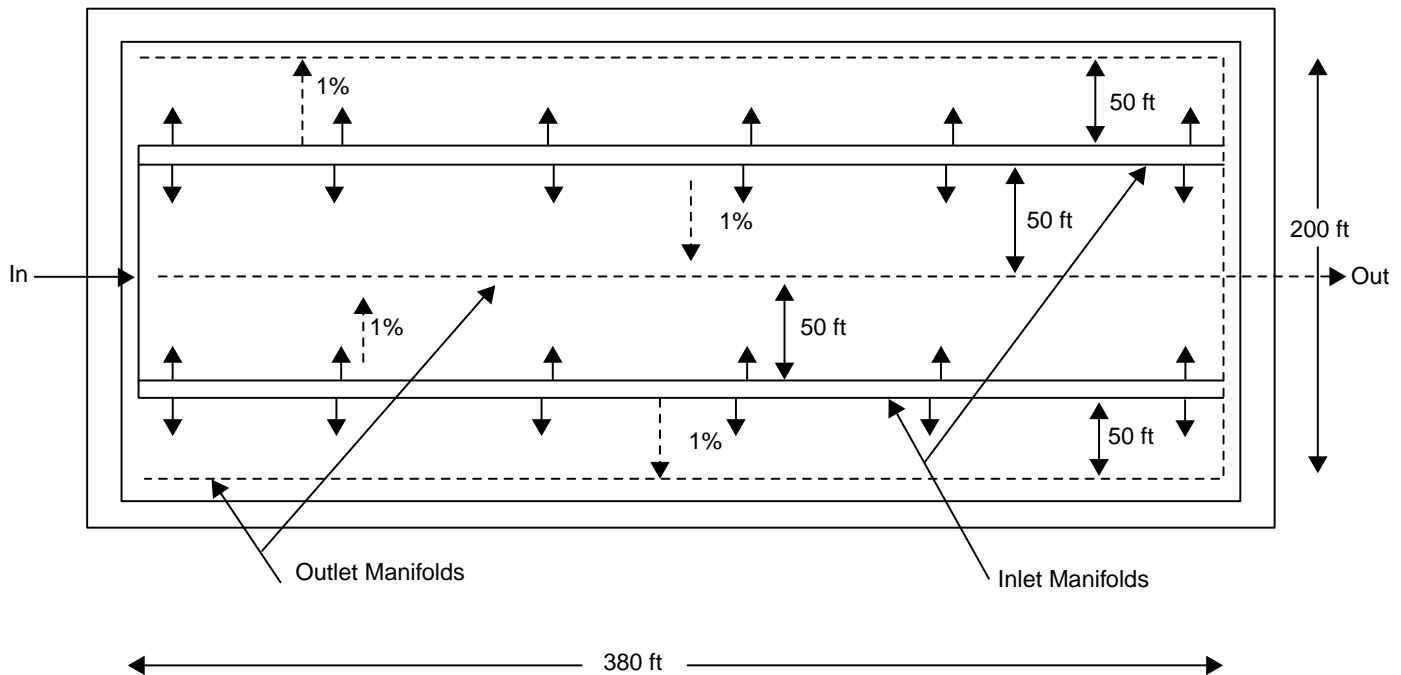 1%
50 ft
1%
50 ft
200 ft
In
Out
1%
50 ft
1%
50 ft
Outlet Manifolds
Inlet Manifolds
380 ft